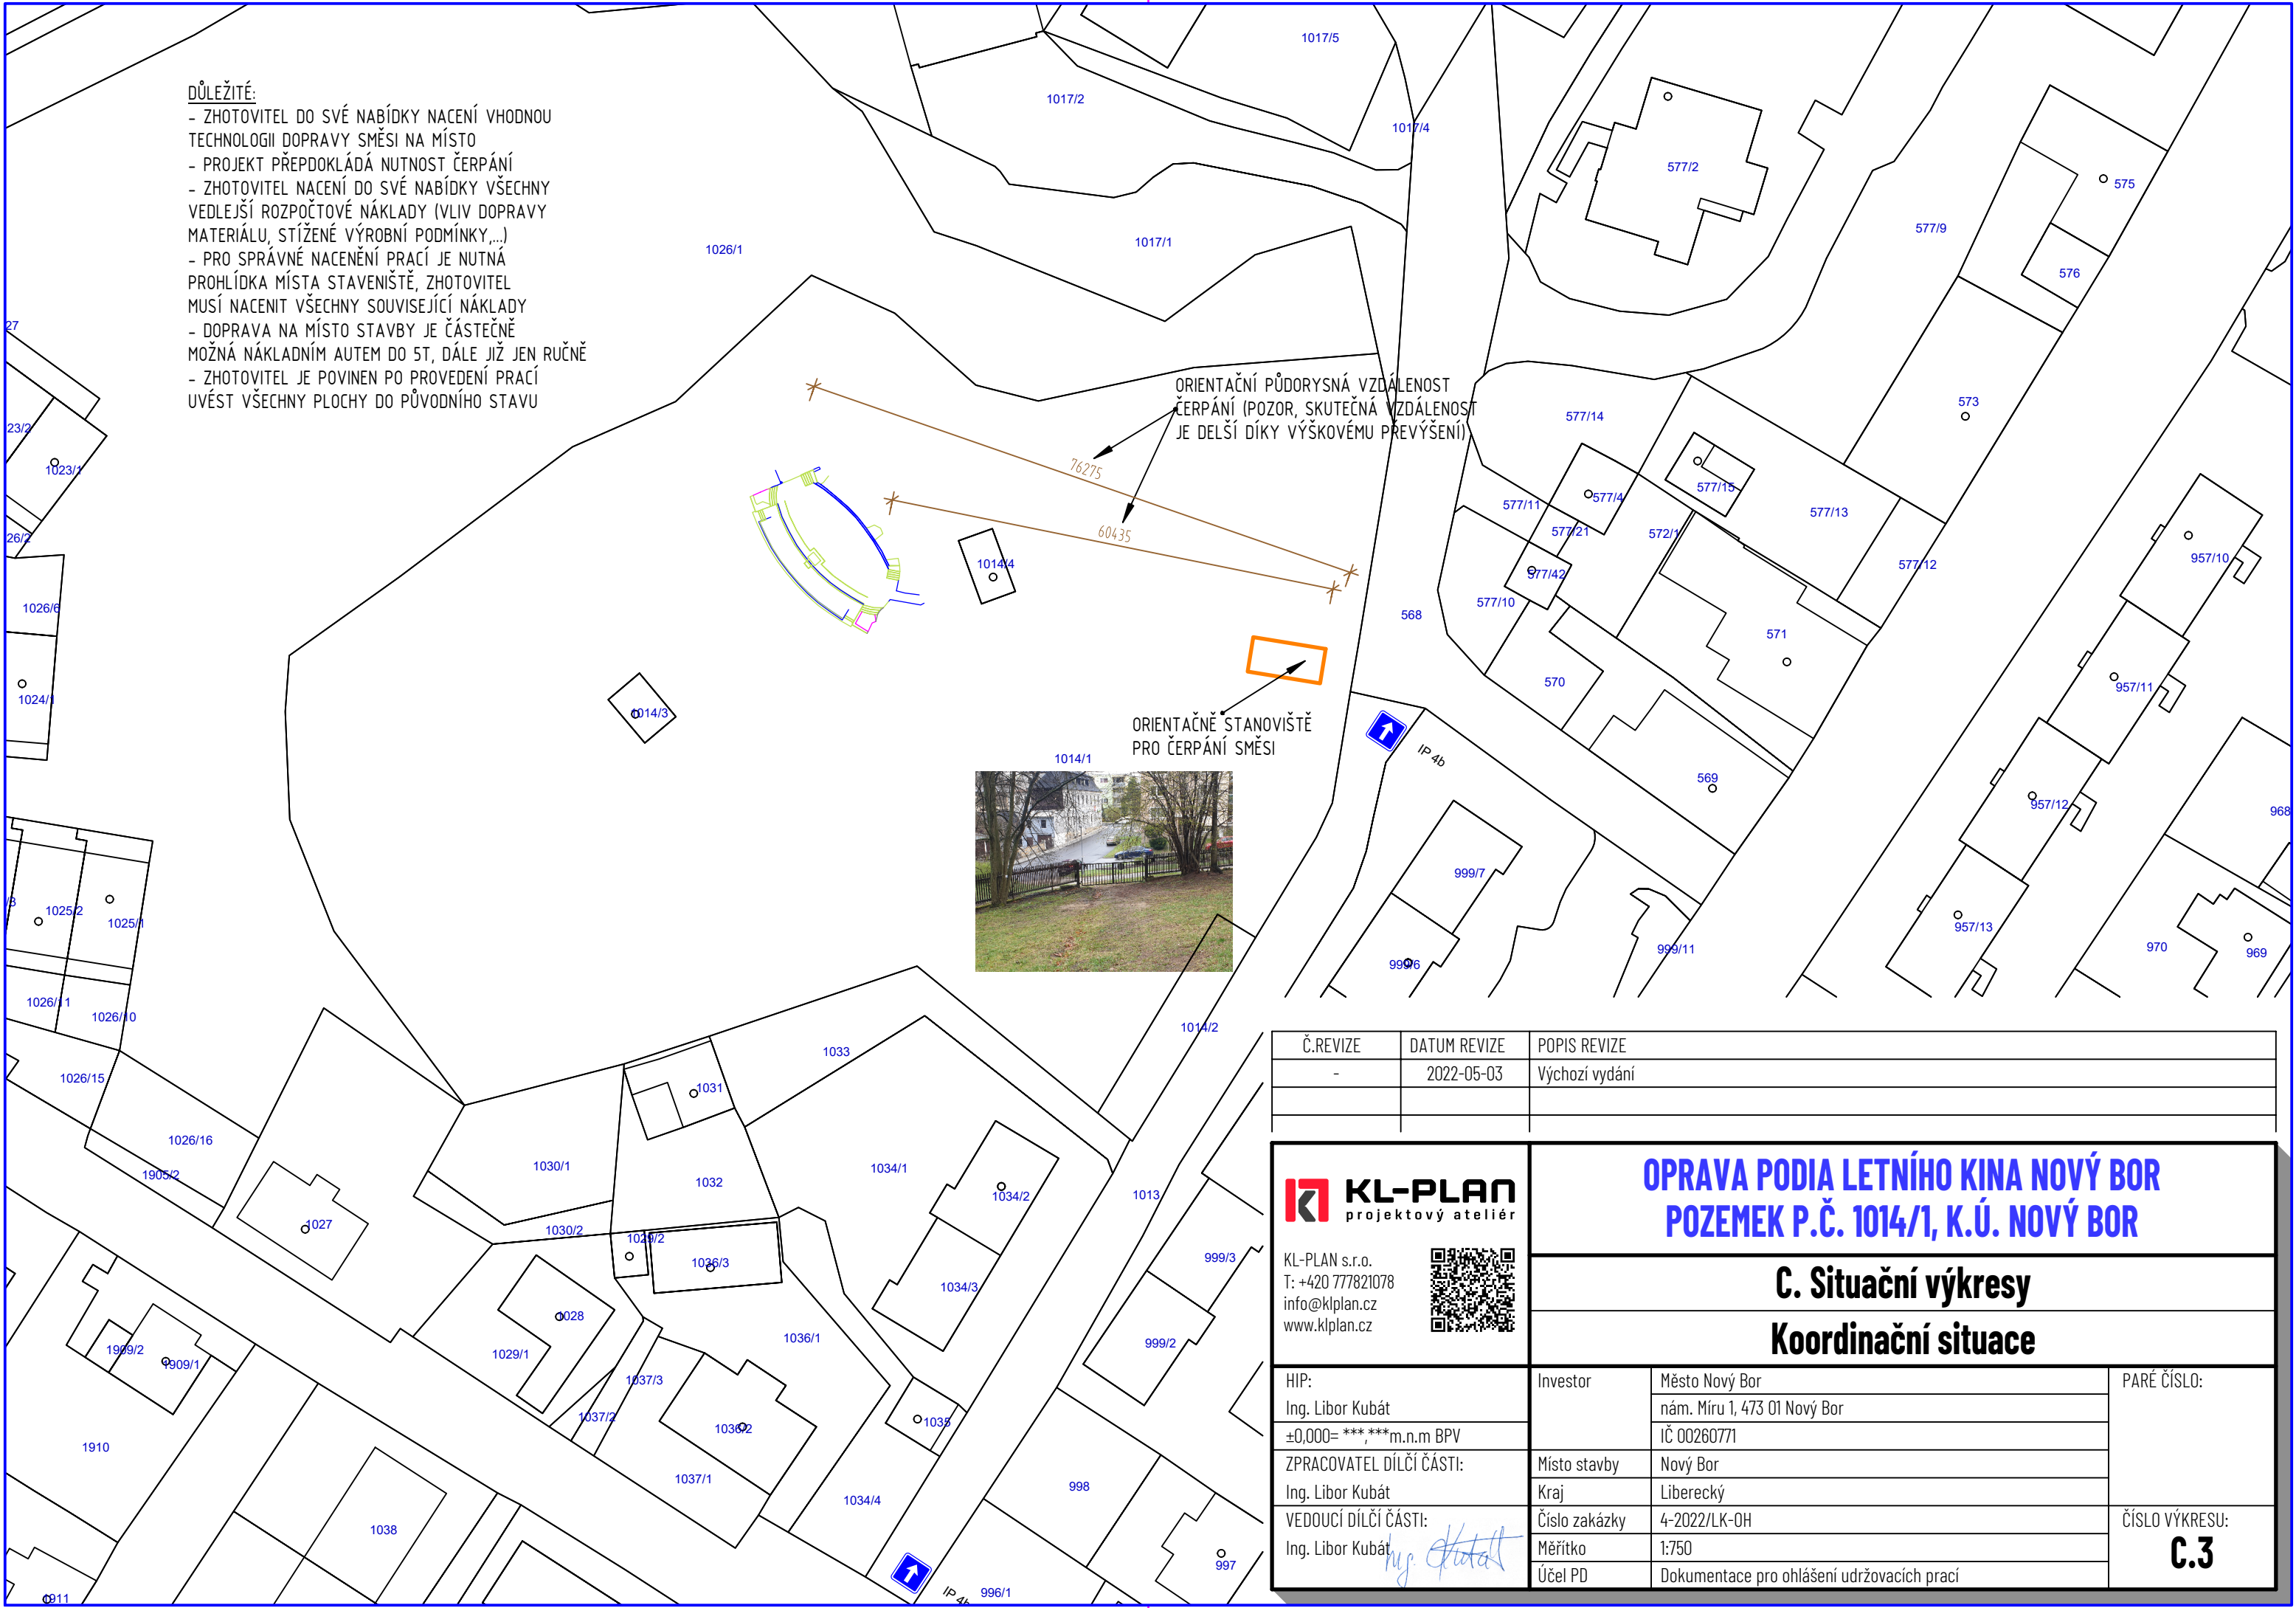 DŮLEŽITÉ:
- ZHOTOVITEL DO SVÉ NABÍDKY NACENÍ VHODNOU
TECHNOLOGII DOPRAVY SMĚSI NA MÍSTO
- PROJEKT PŘEPDOKLÁDÁ NUTNOST ČERPÁNÍ
- ZHOTOVITEL NACENÍ DO SVÉ NABÍDKY VŠECHNY
VEDLEJŠÍ ROZPOČTOVÉ NÁKLADY (VLIV DOPRAVY
MATERIÁLU, STÍŽENÉ VÝROBNÍ PODMÍNKY,...)
- PRO SPRÁVNÉ NACENĚNÍ PRACÍ JE NUTNÁ
PROHLÍDKA MÍSTA STAVENIŠTĚ, ZHOTOVITEL
MUSÍ NACENIT VŠECHNY SOUVISEJÍCÍ NÁKLADY
- DOPRAVA NA MÍSTO STAVBY JE ČÁSTEČNĚ
MOŽNÁ NÁKLADNÍM AUTEM DO 5T, DÁLE JIŽ JEN RUČNĚ
- ZHOTOVITEL JE POVINEN PO PROVEDENÍ PRACÍ
UVÉST VŠECHNY PLOCHY DO PŮVODNÍHO STAVU
1017/5
1017/2
1017/4
577/2
575
577/9
576
1026/1
1017/1
27
ORIENTAČNÍ PŮDORYSNÁ VZDÁLENOST
ČERPÁNÍ (POZOR, SKUTEČNÁ VZDÁLENOST
JE DELŠÍ DÍKY VÝŠKOVÉMU PŘEVÝŠENÍ)
76275
60435
577/14
573
23/2
1023/1
577/11
577/4
577/15
577/13
577/21
572/1
26/2
1014/4
577/42
577/12
957/10
1026/6
577/10
568
571
1024/1
1014/3
570
957/11
ORIENTAČNĚ STANOVIŠTĚ
PRO ČERPÁNÍ SMĚSI
1014/1
IP 4b
569
957/12
968
999/7
/3
1025/2
1025/1
957/13
999/6
999/11
970
969
1026/11
1026/10
1014/2
1033
1026/15
1031
1026/16
1905/2
1030/1
1032
1034/1
1034/2
1013
1027
1030/2
1029/2
1036/3
1034/3
999/3
1028
1029/1
1036/1
999/2
1909/2
1909/1
1037/3
1037/2
1036/2
1035
1910
1037/1
1034/4
998
1038
997
1911
IP 4b
996/1
Č.REVIZE DATUM REVIZE POPIS REVIZE
- 2022-05-03 Výchozí vydání
KL-PLAN
projektový ateliér
KL-PLAN s.r.o.
T: +420 777821078
info@klplan.cz
www.klplan.cz
OPRAVA PODIA LETNÍHO KINA NOVÝ BOR
POZEMEK P.Č. 1014/1, K.Ú. NOVÝ BOR
C. Situační výkresy
Koordinační situace
HIP:
Ing. Libor Kubát
±0,000= ***,***m.n.m BPV
ZPRACOVATEL DÍLČÍ ČÁSTI:
Ing. Libor Kubát
VEDOUCÍ DÍLČÍ ČÁSTI:
Ing. Libor Kubát
Ing. Kubát
Investor Město Nový Bor
nám. Míru 1, 473 01 Nový Bor
IČ 00260771
Místo stavby Nový Bor
Kraj Liberecký
Číslo zakázky 4-2022/LK-OH
Měřítko 1:750
Účel PD Dokumentace pro ohlášení udržovacích prací
PARÉ ČÍSLO:
ČÍSLO VÝKRESU:
C.3